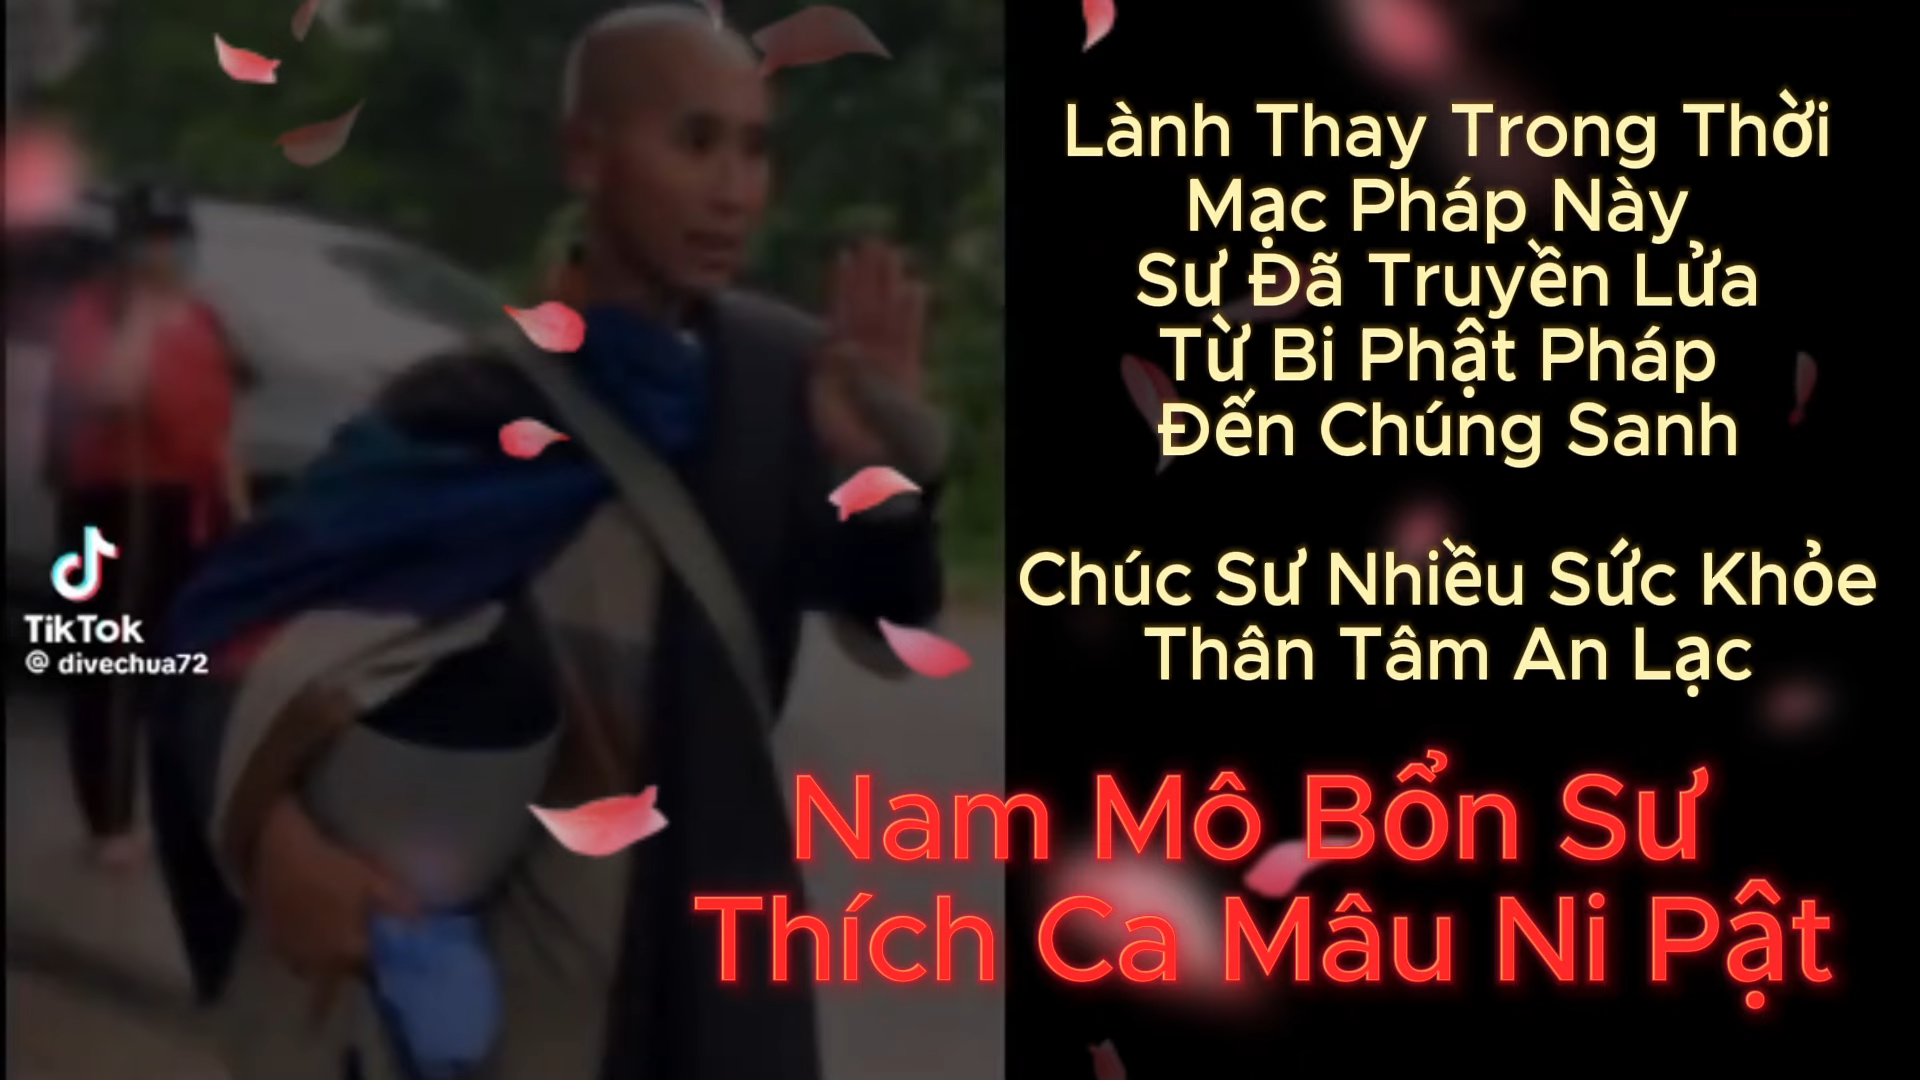 Lành Thay Trong Thời
Mạc Pháp Này
Sư Đã Truyền Lửa
Từ Bi Phật Pháp
Đến Chúng Sanh
Chúc Sư Nhiều Sức Khỏe
Thân Tâm An Lạc
TikTok
@ divechua72
Nam Mô Bổn Sư
Thích Ca Mâu Ni Pật